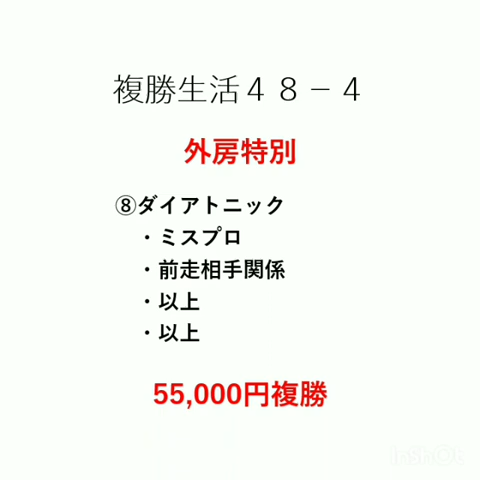 複勝生活４８－４
外房特別
⑧ダイアトニック
・ミスプロ
・前走相手関係
・以上
・以上
55,000円複勝